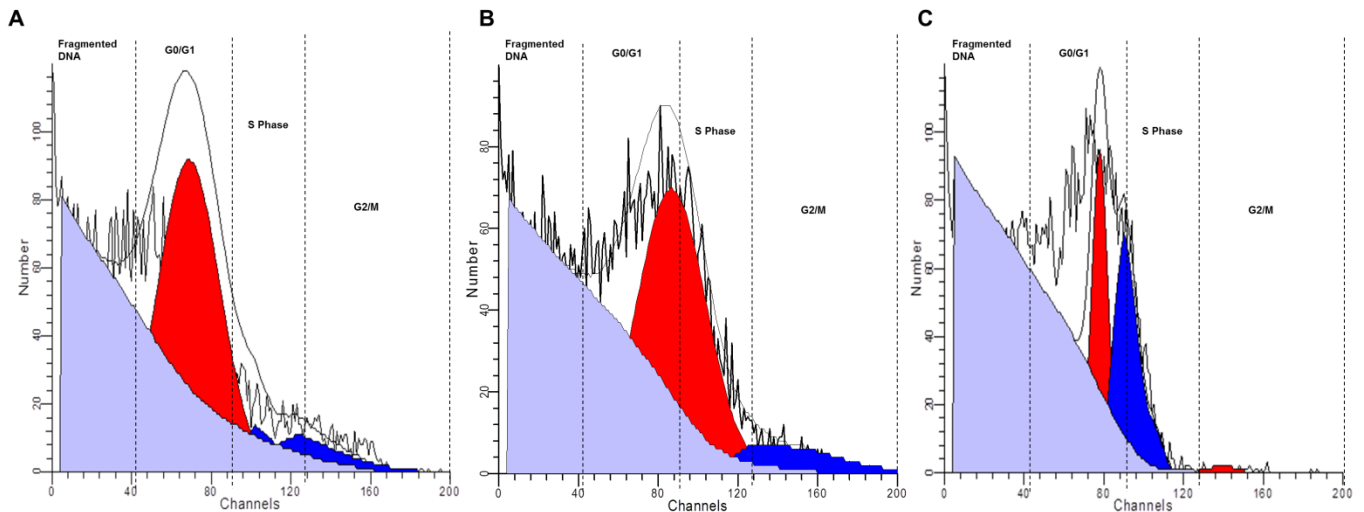 A
Fragmented
DNA
G0/G1
S Phase
G2/M
Number
0
20
40
60
80
100
0
40
80
120
160
200
Channels
B
Fragmented
DNA
G0/G1
S Phase
G2/M
Number
0
20
40
60
80
0
40
80
120
160
200
Channels
C
Fragmented
DNA
G0/G1
S Phase
G2/M
Number
0
20
40
60
80
100
0
40
80
120
160
200
Channels